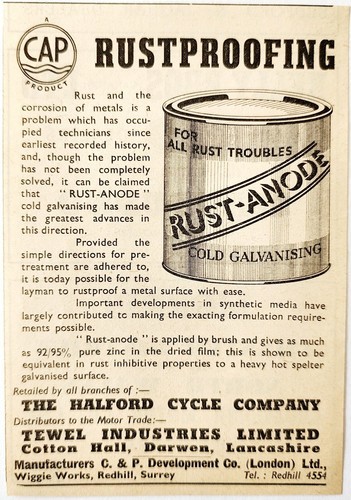 A
CAP
PRODUCT
RUSTPROOFING
Rust and the
corrosion of metals is a
problem which has occu-
pied technicians since
earliest recorded history,
and, though the problem
has not been completely
solved, it can be claimed
that "RUST-ANODE"
cold galvanising has made
the greatest advances in
this direction.
Provided the
simple directions for pre-
treatment are adhered to,
it is today possible for the
layman to rustproof a metal surface with ease.
FOR
ALL RUST TROUBLES
RUST-ANODE
COLD GALVANISING
Important developments in synthetic media have
largely contributed to making the exacting formulation require-
ments possible.
"Rust-anode" is applied by brush and gives as much
as 92/95% pure zinc in the dried film; this is shown to be
equivalent in rust inhibitive properties to a heavy hot spelter
galvanised surface.
Retailed by all branches of :—
THE HALFORD CYCLE COMPANY
Distributors to the Motor Trade:—
TEWEL INDUSTRIES LIMITED
Cotton Hall, Darwen, Lancashire
Manufacturers C. & P. Development Co. (London) Ltd.,
Wiggie Works, Redhill, Surrey Tel. : Redhill 4554